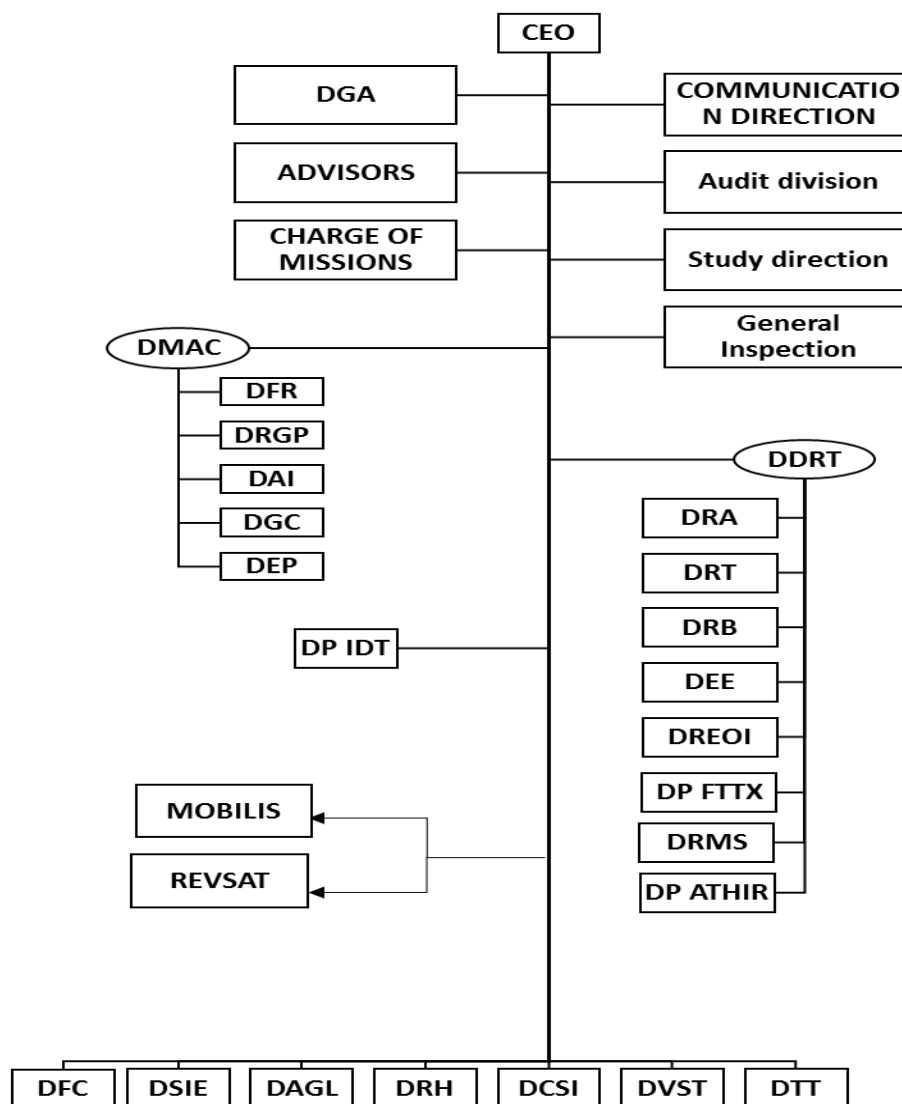 CEO
DGA
COMMUNICATIO
N DIRECTION
ADVISORS
Audit division
CHARGE OF
MISSIONS
Study direction
General
Inspection
DMAC
DFR
DRGP
DAI
DGC
DEP
DDRT
DRA
DRT
DRB
DEE
DREOI
DP FTTX
DRMS
DP ATHIR
DP IDT
MOBILIS
REVSAT
DFC
DSIE
DAGL
DRH
DCSI
DVST
DTT